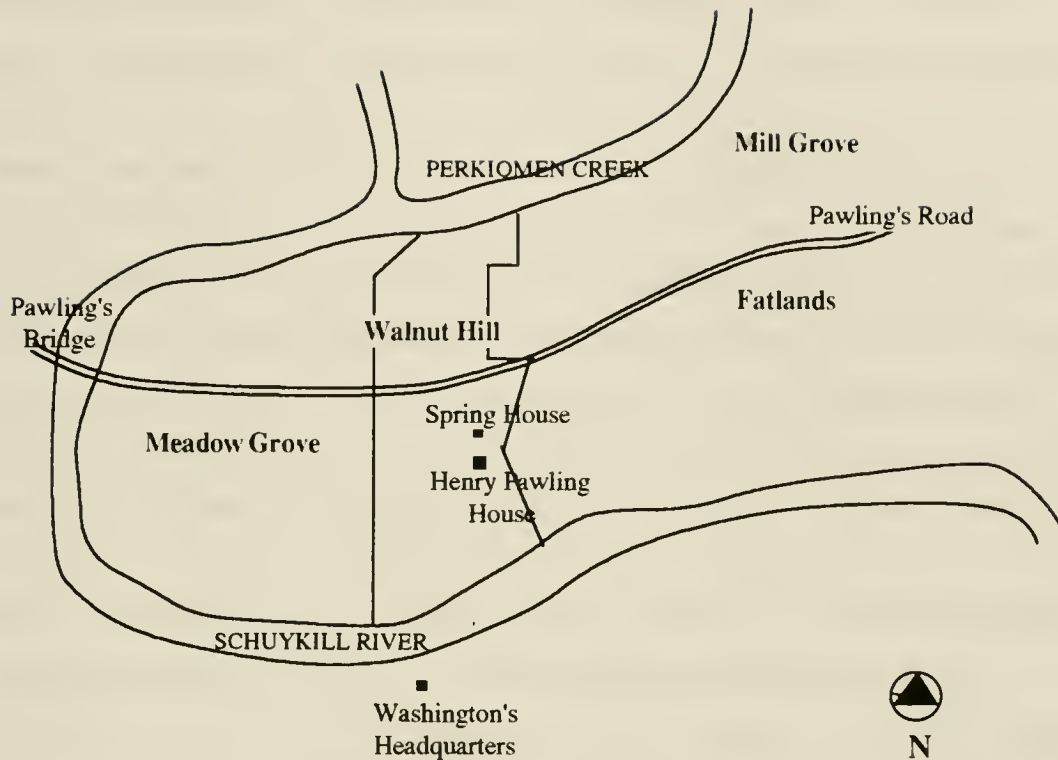 Mill Grove
PERKIOMEN CREEK
Pawling's Road
Fatlands
Pawling's
Bridge
Walnut Hill
Spring House
Meadow Grove
Henry Pawling
House
SCHUYKILL RIVER
Washington's
Headquarters
N